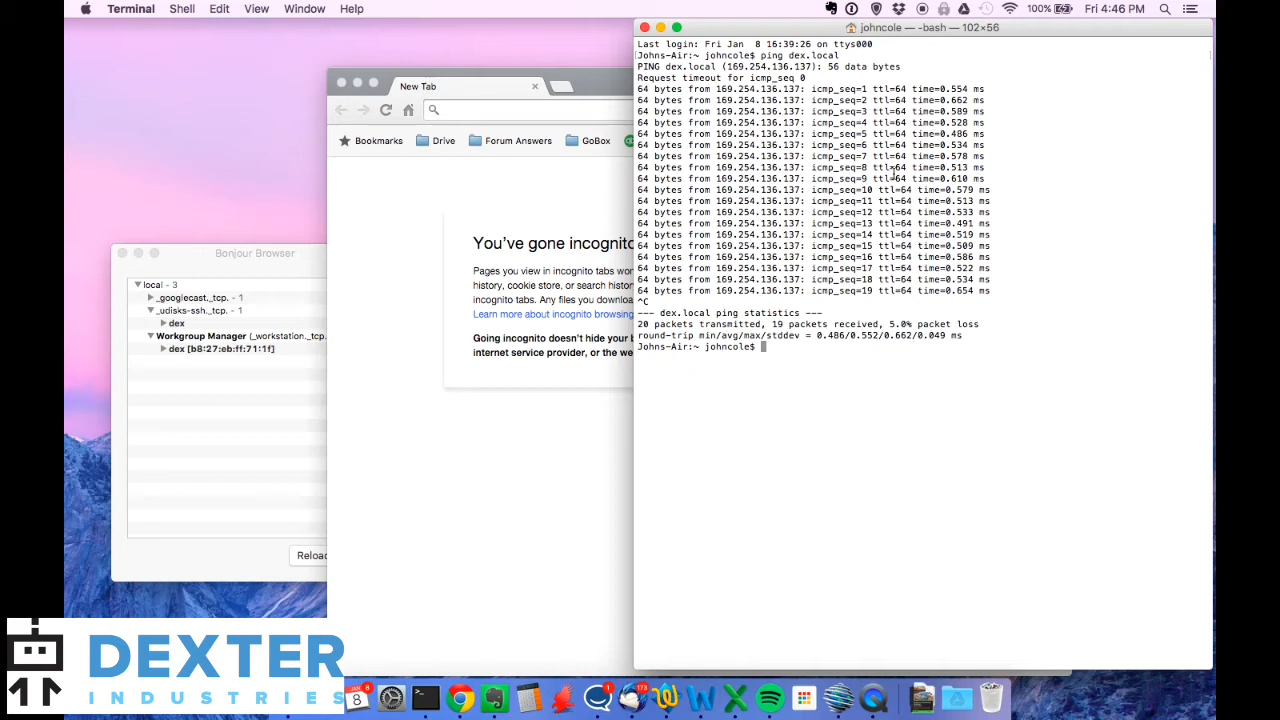 Terminal Shell Edit View Window Help
100% Fri 4:46 PM
johncole — -bash — 102×56
Last login: Fri Jan  8 16:39:26 on ttys000
[Johns-Air:~ johncole$ ping dex.local ]
PING dex.local (169.254.136.137): 56 data bytes
Request timeout for icmp_seq 0
64 bytes from 169.254.136.137: icmp_seq=1 ttl=64 time=0.554 ms
64 bytes from 169.254.136.137: icmp_seq=2 ttl=64 time=0.662 ms
64 bytes from 169.254.136.137: icmp_seq=3 ttl=64 time=0.589 ms
64 bytes from 169.254.136.137: icmp_seq=4 ttl=64 time=0.528 ms
64 bytes from 169.254.136.137: icmp_seq=5 ttl=64 time=0.486 ms
64 bytes from 169.254.136.137: icmp_seq=6 ttl=64 time=0.534 ms
64 bytes from 169.254.136.137: icmp_seq=7 ttl=64 time=0.578 ms
64 bytes from 169.254.136.137: icmp_seq=8 ttl=64 time=0.513 ms
64 bytes from 169.254.136.137: icmp_seq=9 ttl=64 time=0.610 ms
64 bytes from 169.254.136.137: icmp_seq=10 ttl=64 time=0.579 ms
64 bytes from 169.254.136.137: icmp_seq=11 ttl=64 time=0.513 ms
64 bytes from 169.254.136.137: icmp_seq=12 ttl=64 time=0.533 ms
64 bytes from 169.254.136.137: icmp_seq=13 ttl=64 time=0.491 ms
64 bytes from 169.254.136.137: icmp_seq=14 ttl=64 time=0.519 ms
64 bytes from 169.254.136.137: icmp_seq=15 ttl=64 time=0.509 ms
64 bytes from 169.254.136.137: icmp_seq=16 ttl=64 time=0.586 ms
64 bytes from 169.254.136.137: icmp_seq=17 ttl=64 time=0.522 ms
64 bytes from 169.254.136.137: icmp_seq=18 ttl=64 time=0.534 ms
64 bytes from 169.254.136.137: icmp_seq=19 ttl=64 time=0.654 ms
^C
--- dex.local ping statistics ---
20 packets transmitted, 19 packets received, 5.0% packet loss
round-trip min/avg/max/stddev = 0.486/0.552/0.662/0.049 ms
Johns-Air:~ johncole$
New Tab
Bookmarks Drive Forum Answers GoBox
You've gone incognito
Pages you view in incognito tabs
history, cookie store, or search
incognito tabs. Any files you
Learn more about incognito browsing
Going incognito doesn't hide your
internet service provider, or the
Bonjour Browser
local - 3
_googlecast._tcp. - 1
_udisks-ssh._tcp. - 1
dex
Workgroup Manager (_workstation._tcp.
dex [b8:27:eb:ff:71:1f]
Reload
DEXTER
INDUSTRIES
8
1
173